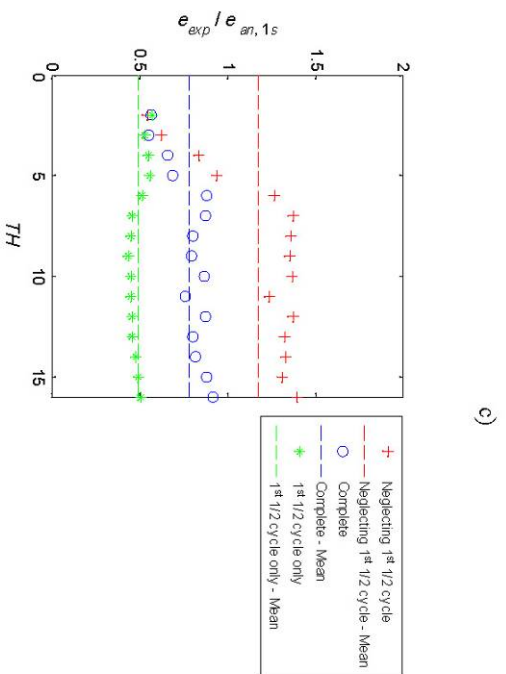 c)
e_exp / e_an, 1s
2
1.5
1
0.5
0
0
5
10
15
TH
Neglecting 1st 1/2 cycle
Neglecting 1st 1/2 cycle - Mean
Complete
Complete - Mean
1st 1/2 cycle only
1st 1/2 cycle only - Mean